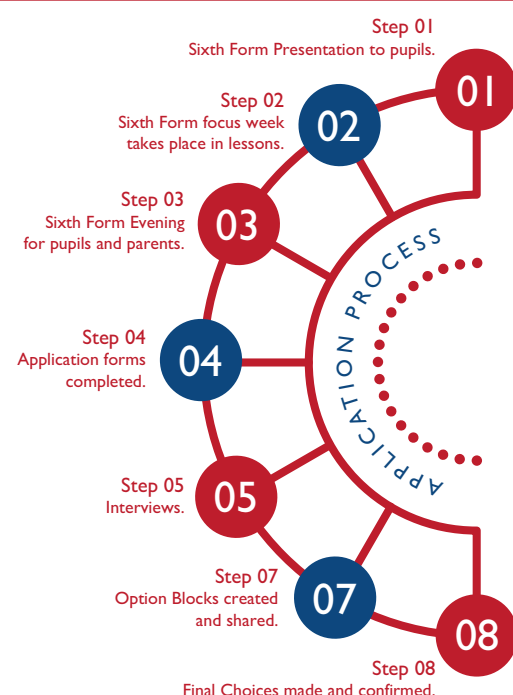 Step 01
Sixth Form Presentation to pupils.
01
Step 02
Sixth Form focus week
takes place in lessons.
02
Step 03
Sixth Form Evening
for pupils and parents.
03
APPLICATION PROCESS
Step 04
Application forms
completed.
04
Step 05
Interviews.
05
Step 07
Option Blocks created
and shared.
07
Step 08
Final Choices made and confirmed.
08